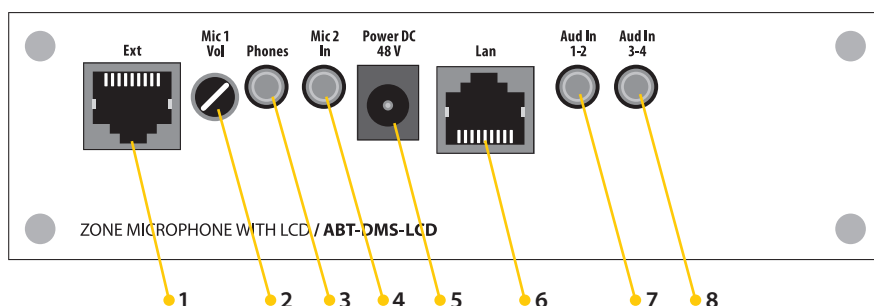 Ext
Mic 1
Vol
Phones
Mic 2
In
Power DC
48 V
Lan
Aud In
1-2
Aud In
3-4
ZONE MICROPHONE WITH LCD / ABT-DMS-LCD
1 2 3 4 5 6 7 8